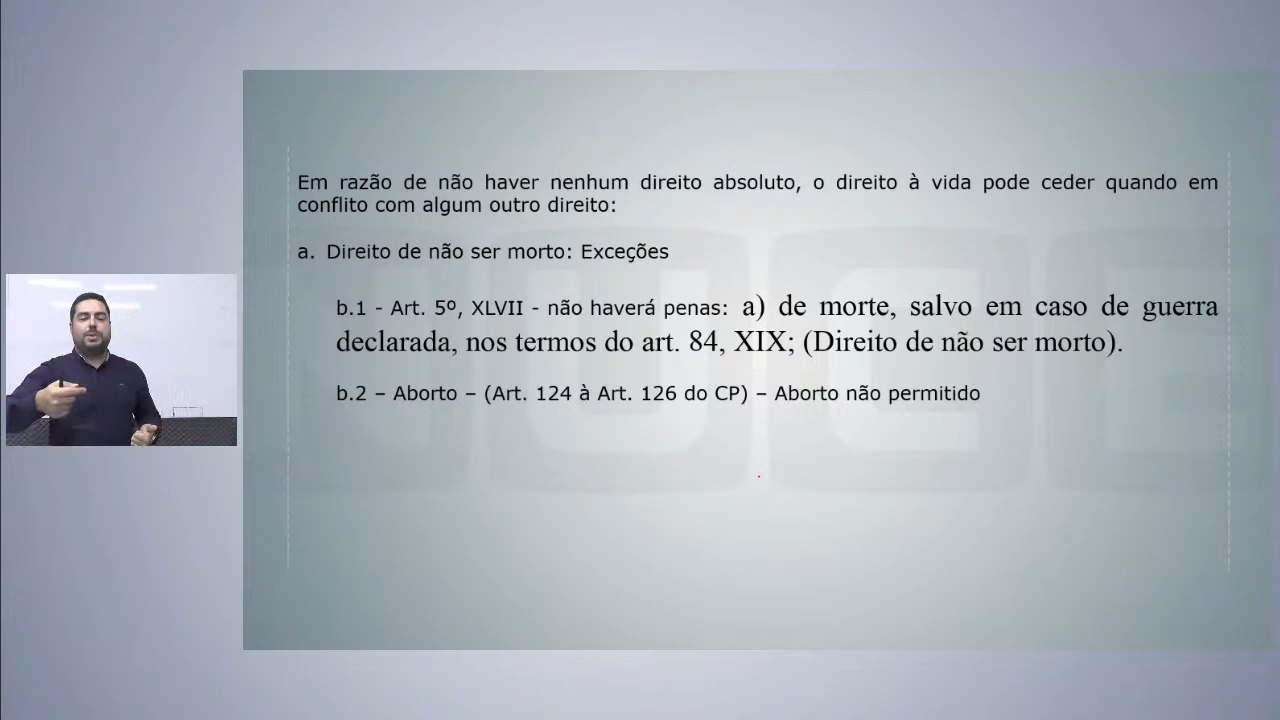 Em razão de não haver nenhum direito absoluto, o direito à vida pode ceder quando em
conflito com algum outro direito:
a. Direito de não ser morto: Exceções
b.1 - Art. 5º, XLVII - não haverá penas: a) de morte, salvo em caso de guerra
declarada, nos termos do art. 84, XIX; (Direito de não ser morto).
b.2 – Aborto – (Art. 124 à Art. 126 do CP) – Aborto não permitido